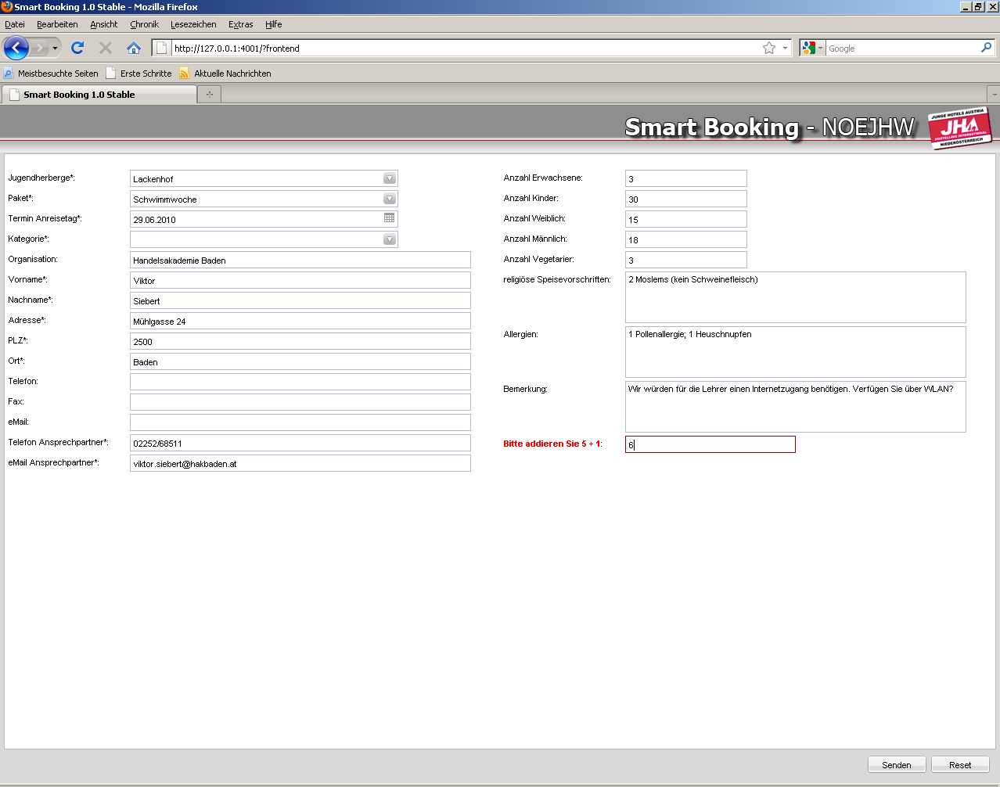 Smart Booking 1.0 Stable - Mozilla Firefox
Datei Bearbeiten Ansicht Chronik Lesezeichen Extras Hilfe
http://127.0.0.1:4001/?frontend
Google
Meistbesuchte Seiten Erste Schritte Aktuelle Nachrichten
Smart Booking 1.0 Stable
Smart Booking - NOEJHW
JUNGE HOTELS AUSTRIA
JHA
HOSTELLING INTERNATIONAL
NIEDERÖSTERREICH
Jugendherberge*: Lackenhof
Paket*: Schwimmwoche
Termin Anreisetag*: 29.06.2010
Kategorie*:
Organisation: Handelsakademie Baden
Vorname*: Viktor
Nachname*: Siebert
Adresse*: Mühlgasse 24
PLZ*: 2500
Ort*: Baden
Telefon:
Fax:
eMail:
Telefon Ansprechpartner*: 02252/68511
eMail Ansprechpartner*: viktor.siebert@hakbaden.at
Anzahl Erwachsene: 3
Anzahl Kinder: 30
Anzahl Weiblich: 15
Anzahl Männlich: 18
Anzahl Vegetarier: 3
religiöse Speisevorschriften: 2 Moslems (kein Schweinefleisch)
Allergien: 1 Pollenallergie; 1 Heuschnupfen
Bemerkung: Wir würden für die Lehrer einen Internetzugang benötigen. Verfügen Sie über WLAN?
Bitte addieren Sie 5 + 1: 6
Senden Reset